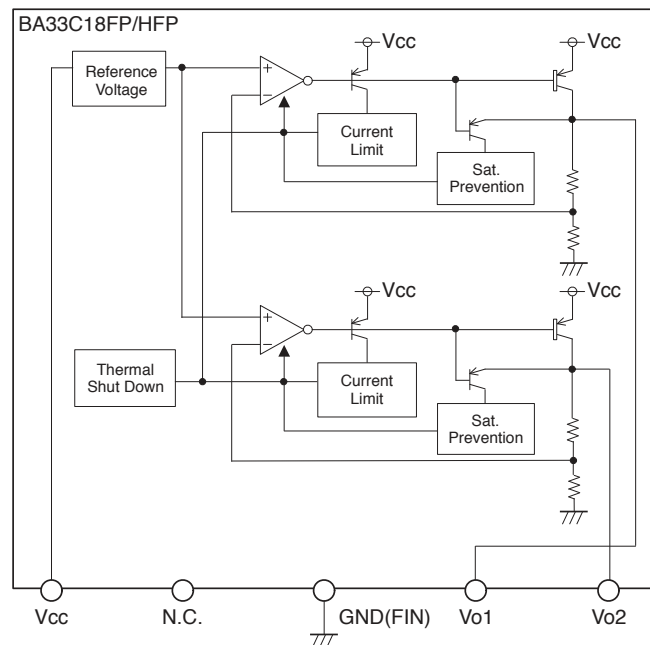 BA33C18FP/HFP
Vcc
Vcc
Reference
Voltage
+
−
Current
Limit
Sat.
Prevention
Vcc
Vcc
+
−
Thermal
Shut Down
Current
Limit
Sat.
Prevention
Vcc
N.C.
GND(FIN)
Vo1
Vo2